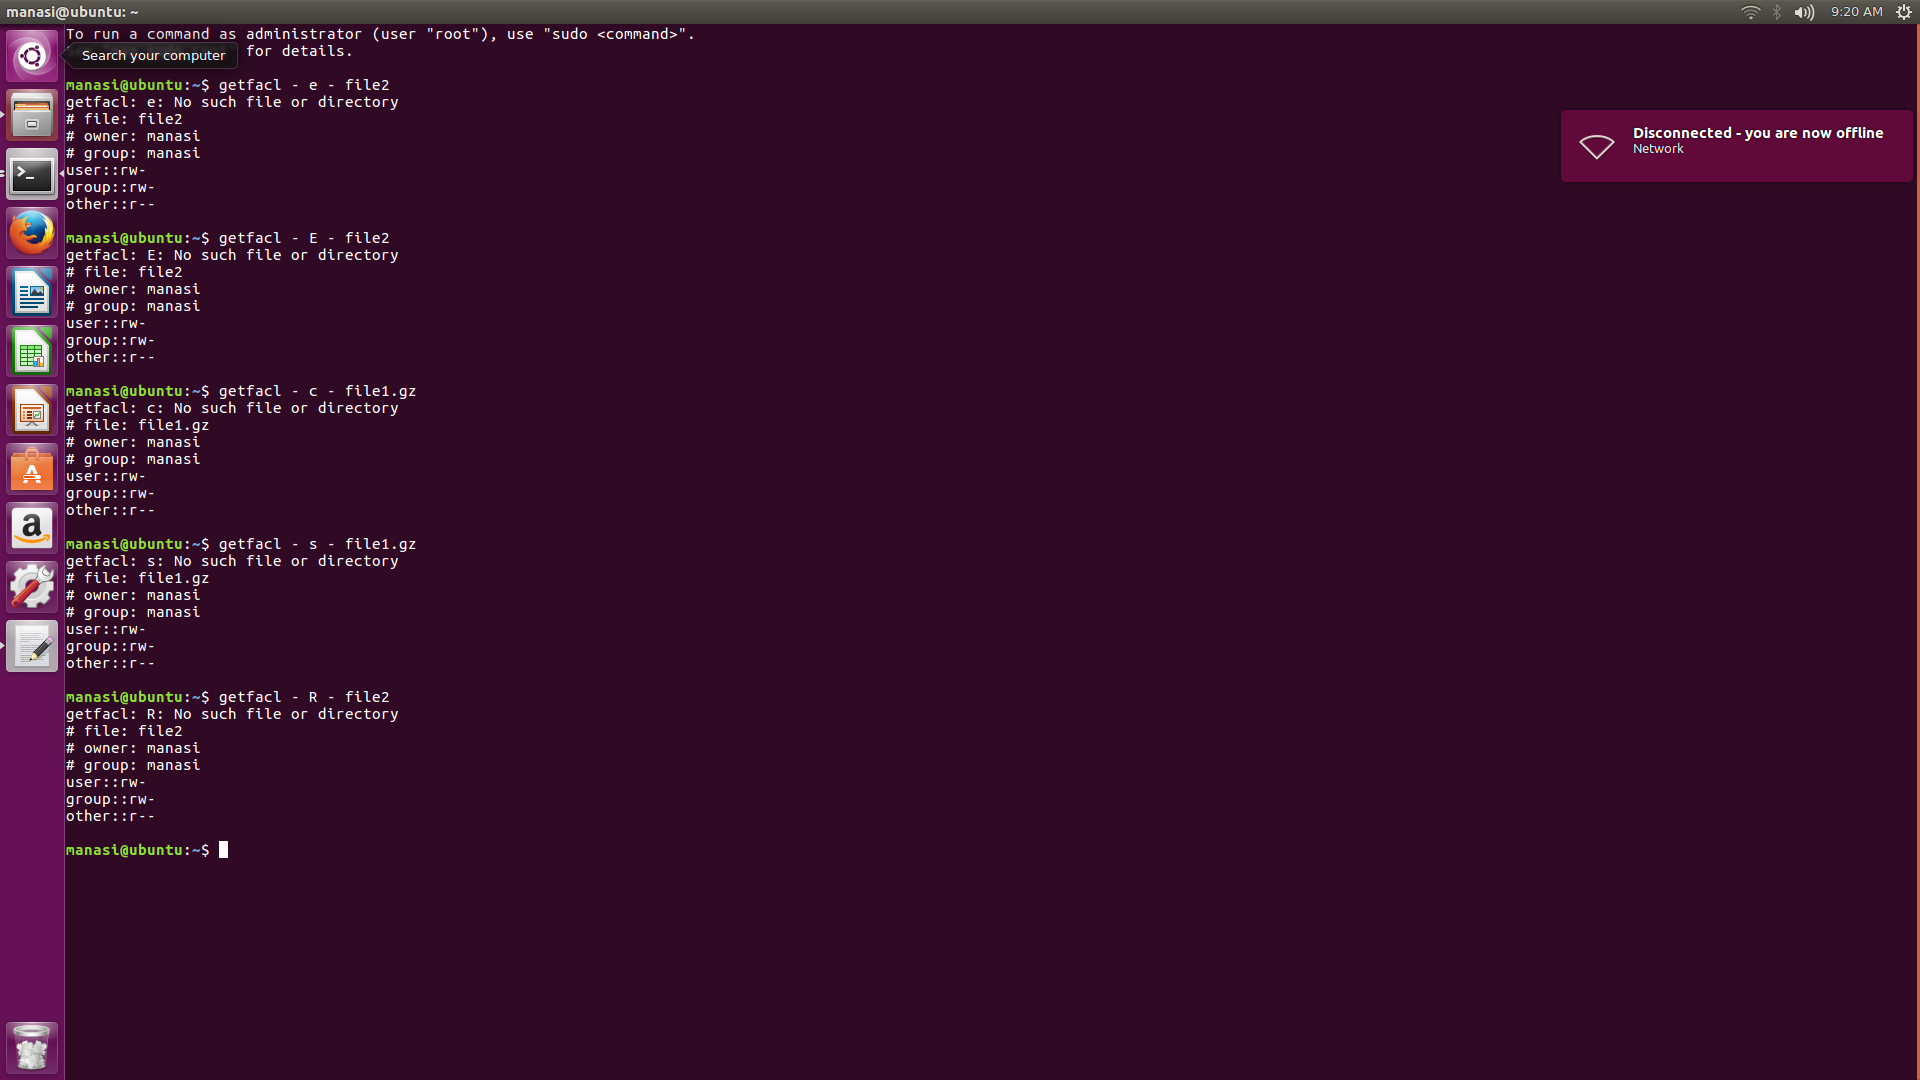 manasi@ubuntu: ~
9:20 AM
To run a command as administrator (user "root"), use "sudo <command>".
for details.
Search your computer
Disconnected - you are now offline
Network
manasi@ubuntu:~$ getfacl - e - file2
getfacl: e: No such file or directory
# file: file2
# owner: manasi
# group: manasi
user::rw-
group::rw-
other::r--
manasi@ubuntu:~$ getfacl - E - file2
getfacl: E: No such file or directory
# file: file2
# owner: manasi
# group: manasi
user::rw-
group::rw-
other::r--
manasi@ubuntu:~$ getfacl - c - file1.gz
getfacl: c: No such file or directory
# file: file1.gz
# owner: manasi
# group: manasi
user::rw-
group::rw-
other::r--
manasi@ubuntu:~$ getfacl - s - file1.gz
getfacl: s: No such file or directory
# file: file1.gz
# owner: manasi
# group: manasi
user::rw-
group::rw-
other::r--
manasi@ubuntu:~$ getfacl - R - file2
getfacl: R: No such file or directory
# file: file2
# owner: manasi
# group: manasi
user::rw-
group::rw-
other::r--
manasi@ubuntu:~$